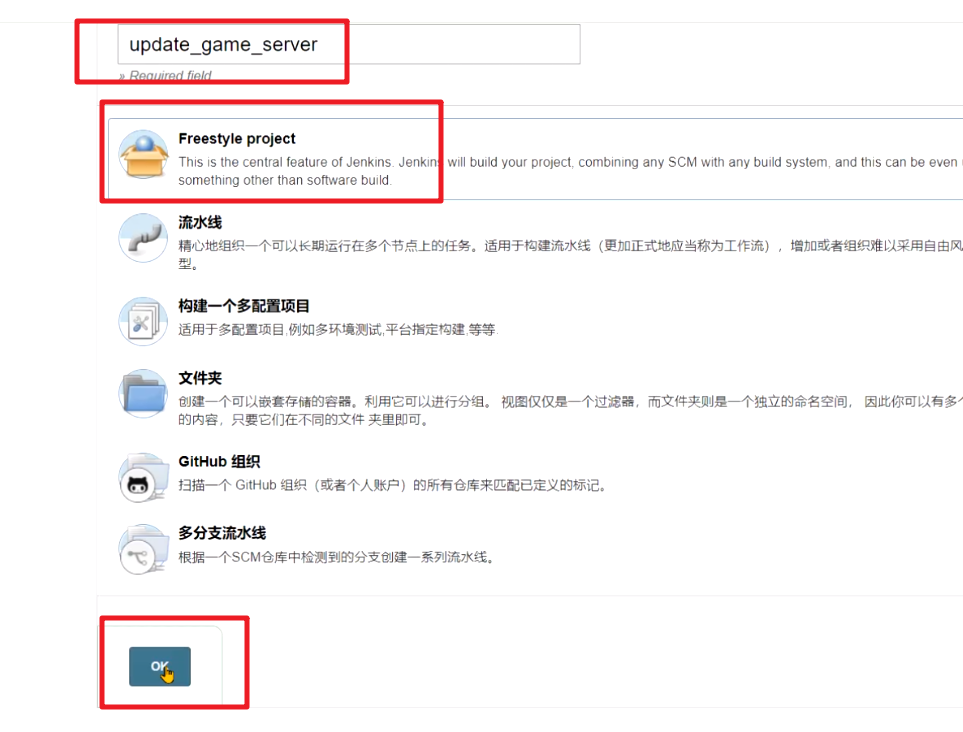 update_game_server
» Required field
Freestyle project
This is the central feature of Jenkins. Jenkins will build your project, combining any SCM with any build system, and this can be even
something other than software build.
流水线
精心地组织一个可以长期运行在多个节点上的任务。适用于构建流水线（更加正式地应当称为工作流），增加或者组织难以采用自由风
型。
构建一个多配置项目
适用于多配置项目,例如多环境测试,平台指定构建,等等.
文件夹
创建一个可以嵌套存储的容器。利用它可以进行分组。 视图仅仅是一个过滤器，而文件夹则是一个独立的命名空间， 因此你可以有多个
的内容，只要它们在不同的文件 夹里即可。
GitHub 组织
扫描一个 GitHub 组织（或者个人账户）的所有仓库来匹配已定义的标记。
多分支流水线
根据一个SCM仓库中检测到的分支创建一系列流水线。
OK